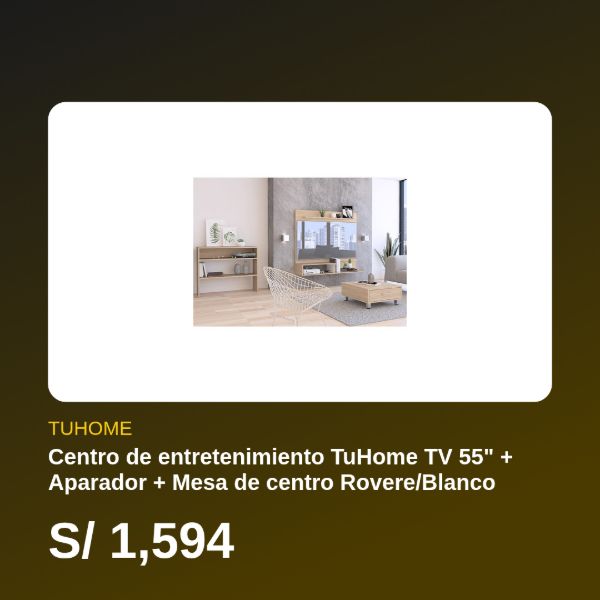 TUHOME
Centro de entretenimiento TuHome TV 55" +
Aparador + Mesa de centro Rovere/Blanco
S/ 1,594